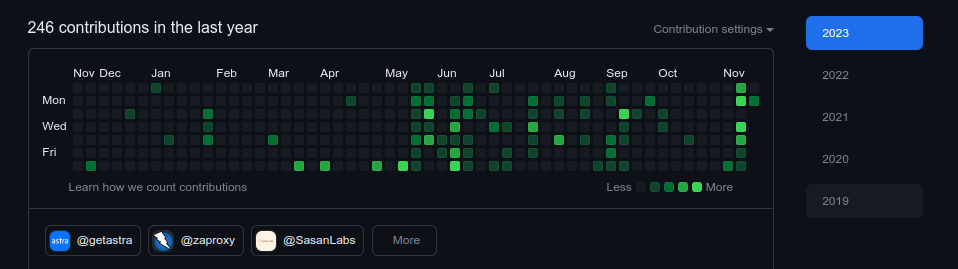 246 contributions in the last year
Contribution settings
2023
Nov Dec Jan Feb Mar Apr May Jun Jul Aug Sep Oct Nov
Mon
Wed
Fri
Learn how we count contributions
Less More
2022
2021
2020
2019
astra @getastra @zaproxy @SasanLabs More